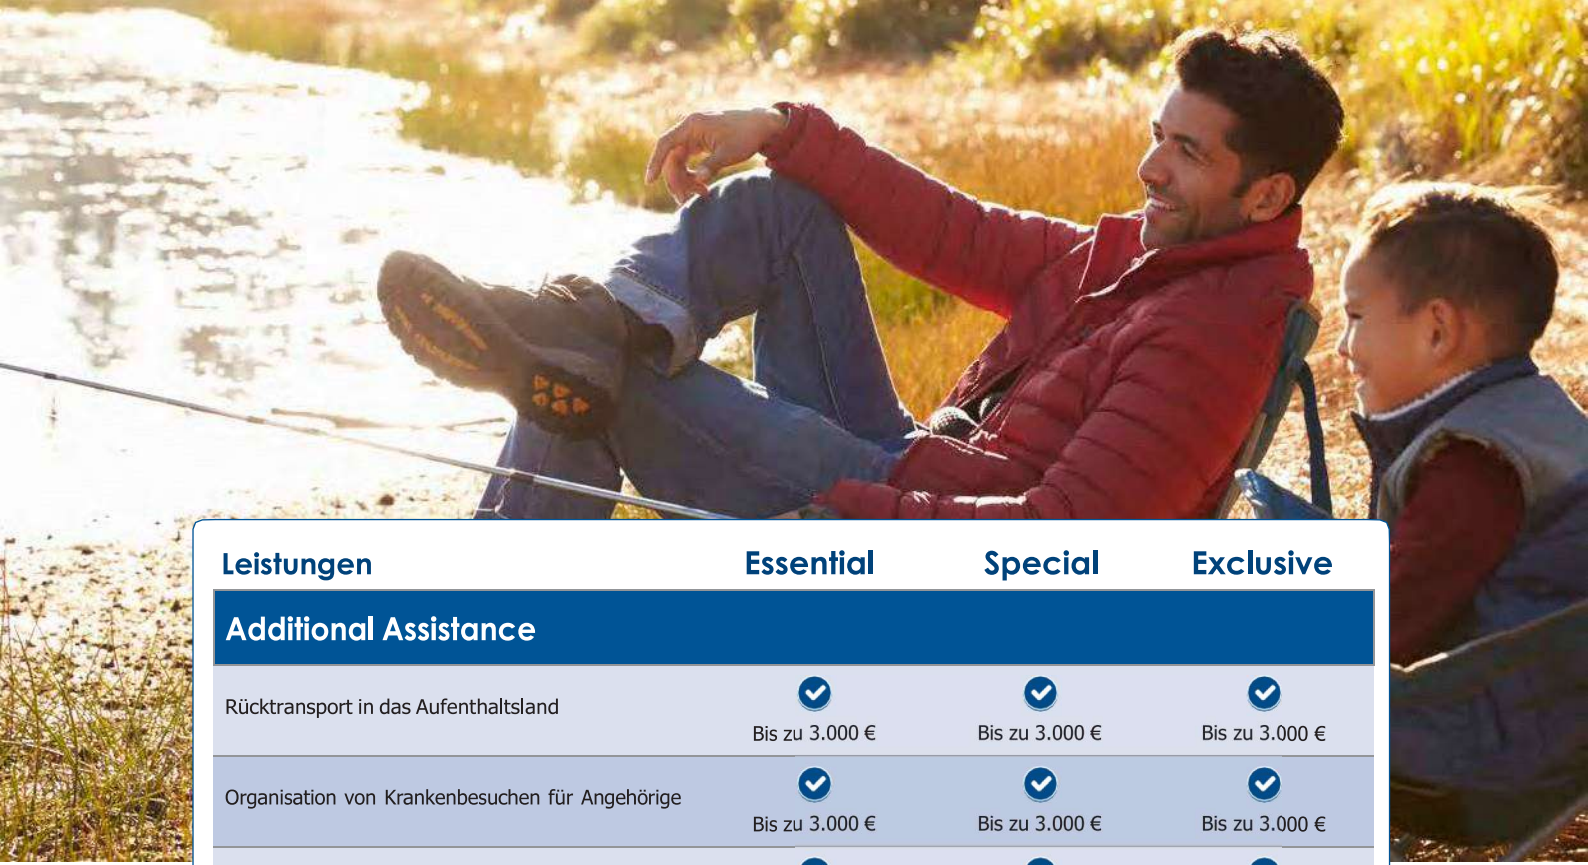 Leistungen Essential Special Exclusive
Additional Assistance
Rücktransport in das Aufenthaltsland
Bis zu 3.000 € Bis zu 3.000 € Bis zu 3.000 €
Organisation von Krankenbesuchen für Angehörige
Bis zu 3.000 € Bis zu 3.000 € Bis zu 3.000 €